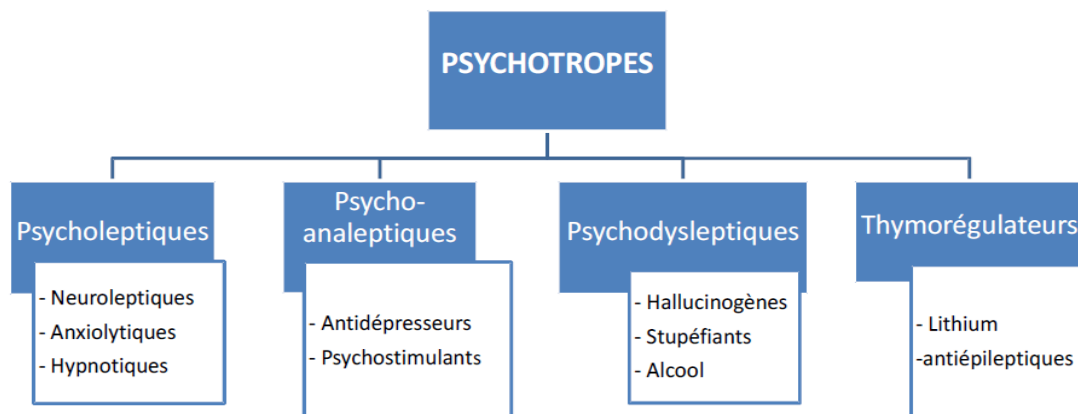 PSYCHOTROPES
Psycholeptiques
- Neuroleptiques
- Anxiolytiques
- Hypnotiques
Psycho-
analeptiques
- Antidépresseurs
- Psychostimulants
Psychodysleptiques
- Hallucinogènes
- Stupéfiants
- Alcool
Thymorégulateurs
- Lithium
-antiépileptiques